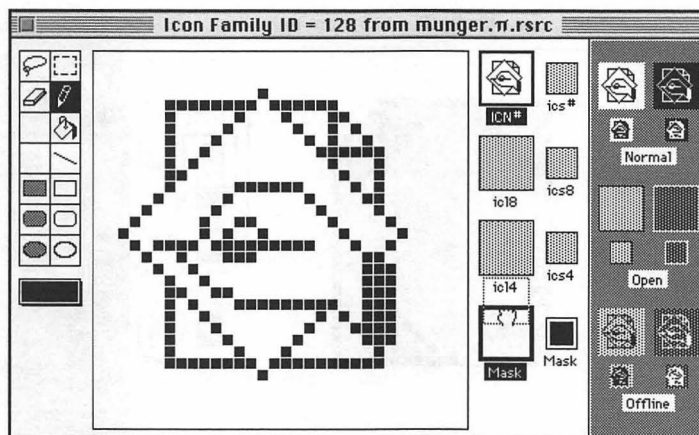 Icon Family ID = 128 from munger.π.rsrc
ICN#
ics#
Normal
icl8
ics8
Open
icl4
ics4
Mask
Mask
Offline